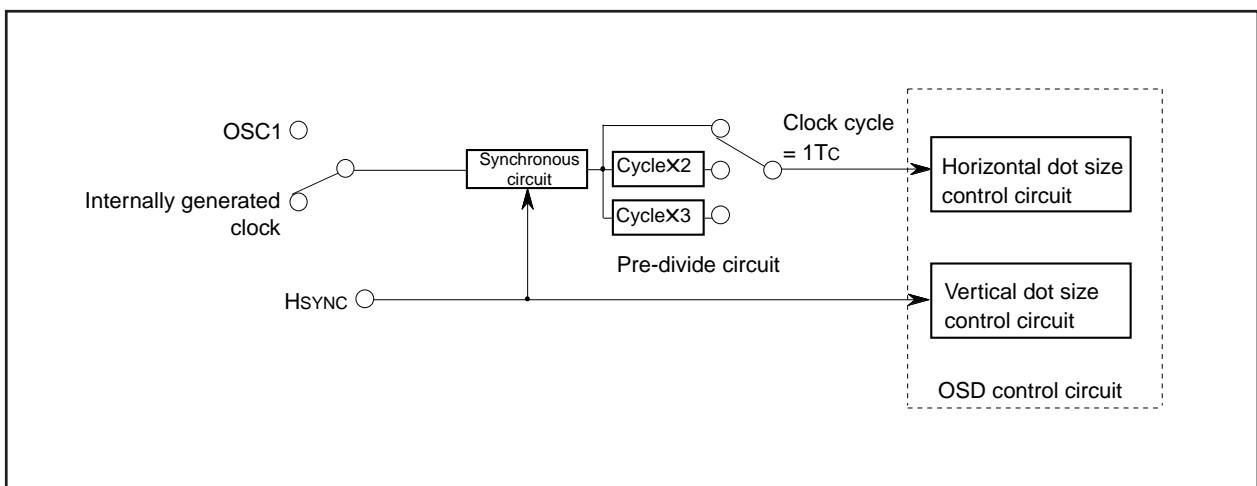 OSC1
Internally generated
clock
HSYNC
Synchronous
circuit
Cycle✕2
Cycle✕3
Pre-divide circuit
Clock cycle
= 1TC
Horizontal dot size
control circuit
Vertical dot size
control circuit
OSD control circuit